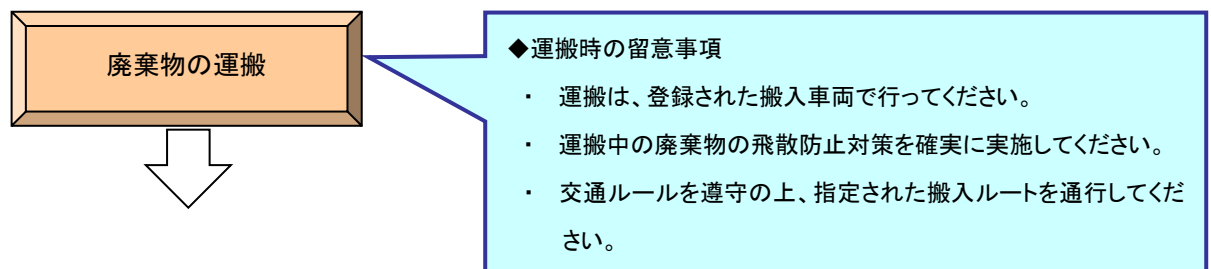 廃棄物の運搬
◆運搬時の留意事項
・ 運搬は、登録された搬入車両で行ってください。
・ 運搬中の廃棄物の飛散防止対策を確実に実施してください。
・ 交通ルールを遵守の上、指定された搬入ルートを通行してくだ
さい。